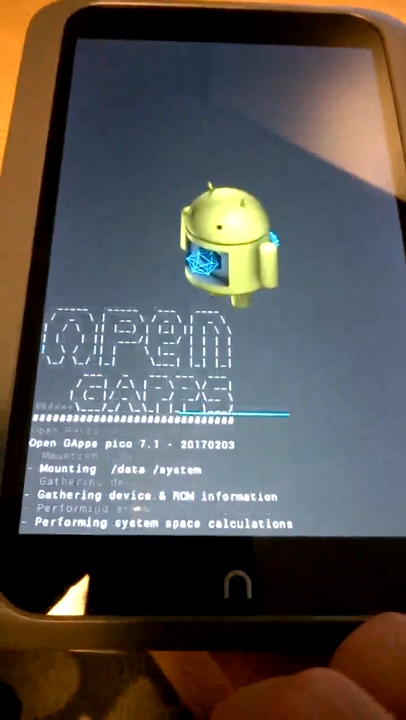 OPEN
GAPPS
####################################
Open GApps pico 7.1 - 20170203
- Mounting /data /system
- Gathering device & ROM information
- Performing system space calculations